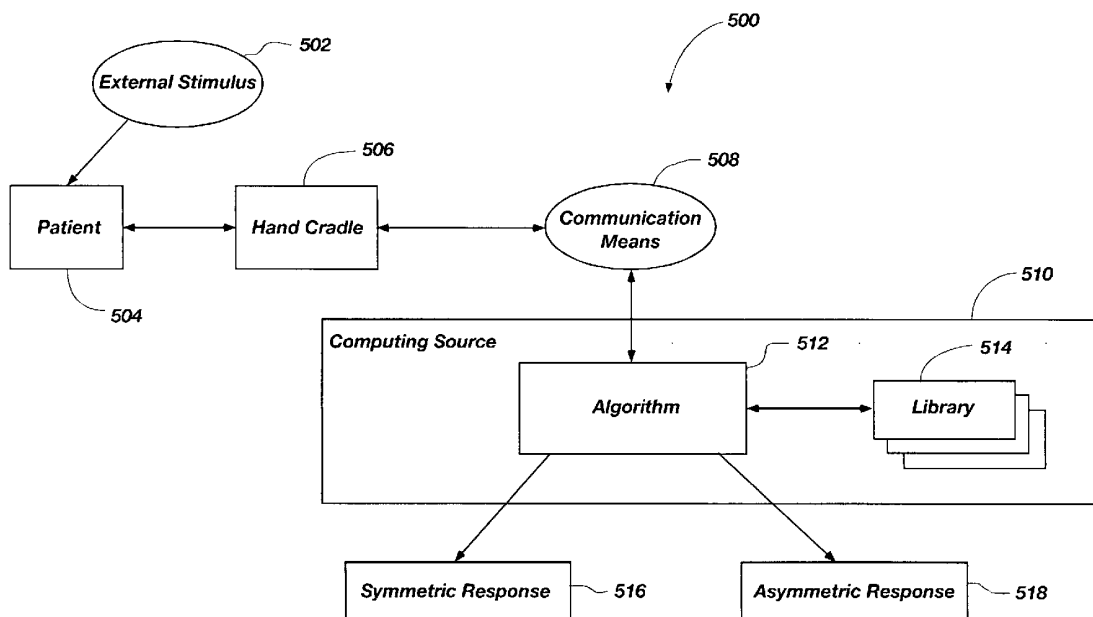 502
500
External Stimulus
506
508
Patient
Hand Cradle
Communication
Means
504
510
Computing Source
512
514
Algorithm
Library
Symmetric Response
516
Asymmetric Response
518